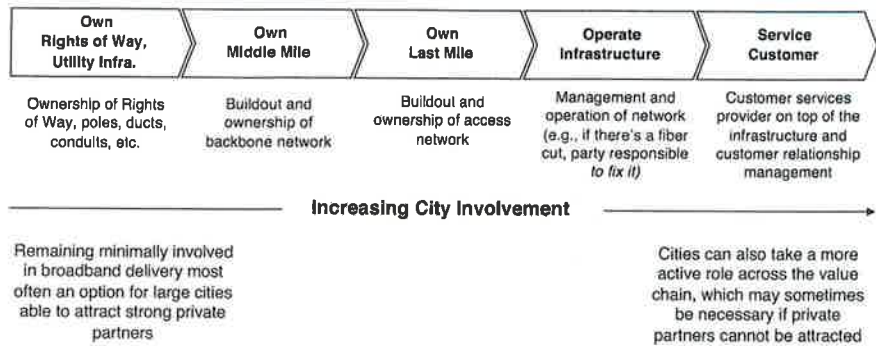 Own
Rights of Way,
Utility Infra.
Own
Middle Mile
Own
Last Mile
Operate
Infrastructure
Service
Customer
Ownership of Rights
of Way, poles, ducts,
conduits, etc.
Buildout and
ownership of
backbone network
Buildout and
ownership of access
network
Management and
operation of network
(e.g., if there's a fiber
cut, party responsible
to fix it)
Customer services
provider on top of the
infrastructure and
customer relationship
management
Increasing City Involvement
Remaining minimally involved
in broadband delivery most
often an option for large cities
able to attract strong private
partners
Cities can also take a more
active role across the value
chain, which may sometimes
be necessary if private
partners cannot be attracted